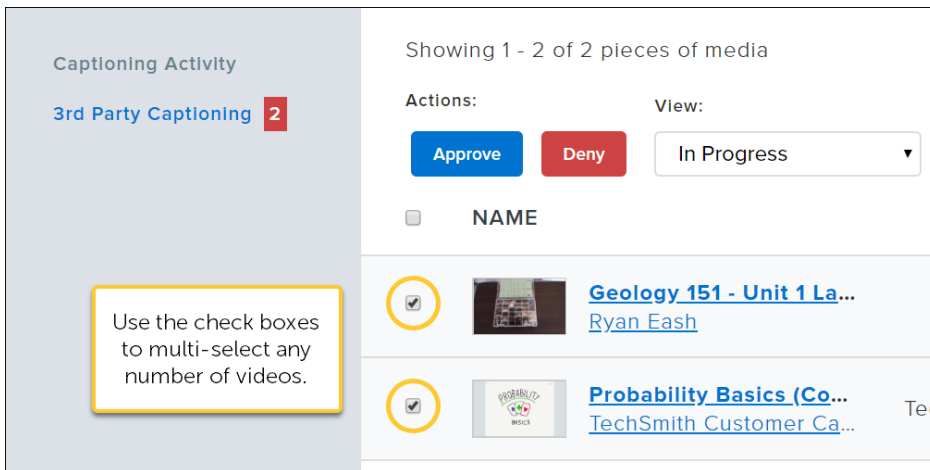 Captioning Activity
3rd Party Captioning 2
Showing 1 - 2 of 2 pieces of media
Actions:
View:
Approve
Deny
In Progress
NAME
Use the check boxes
to multi-select any
number of videos.
Geology 151 - Unit 1 La...
Ryan Eash
PROBABILITY
BASICS
Probability Basics (Co...
TechSmith Customer Ca...
Te